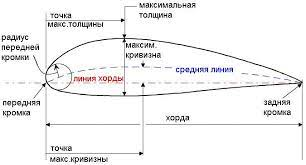 точка
макс.толщины
максимальная
толщина
радиус
передней
кромки
максим.
кривизна
средняя линия
линия хорды
передняя
кромка
задняя
кромка
хорда
точка
макс.кривизны